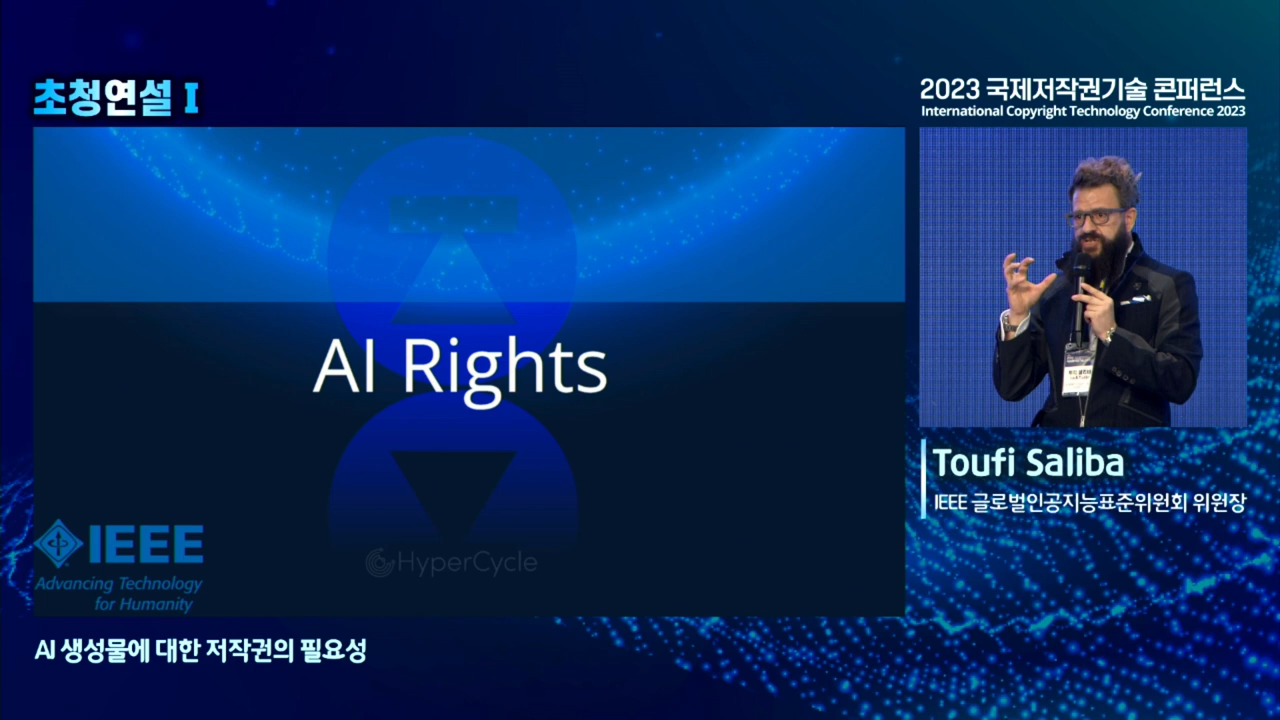 초청연설 I
2023 국제저작권기술 콘퍼런스
International Copyright Technology Conference 2023
AI Rights
IEEE
Advancing Technology
for Humanity
HyperCycle
Toufi Saliba
IEEE 글로벌인공지능표준위원회 위원장
AI 생성물에 대한 저작권의 필요성